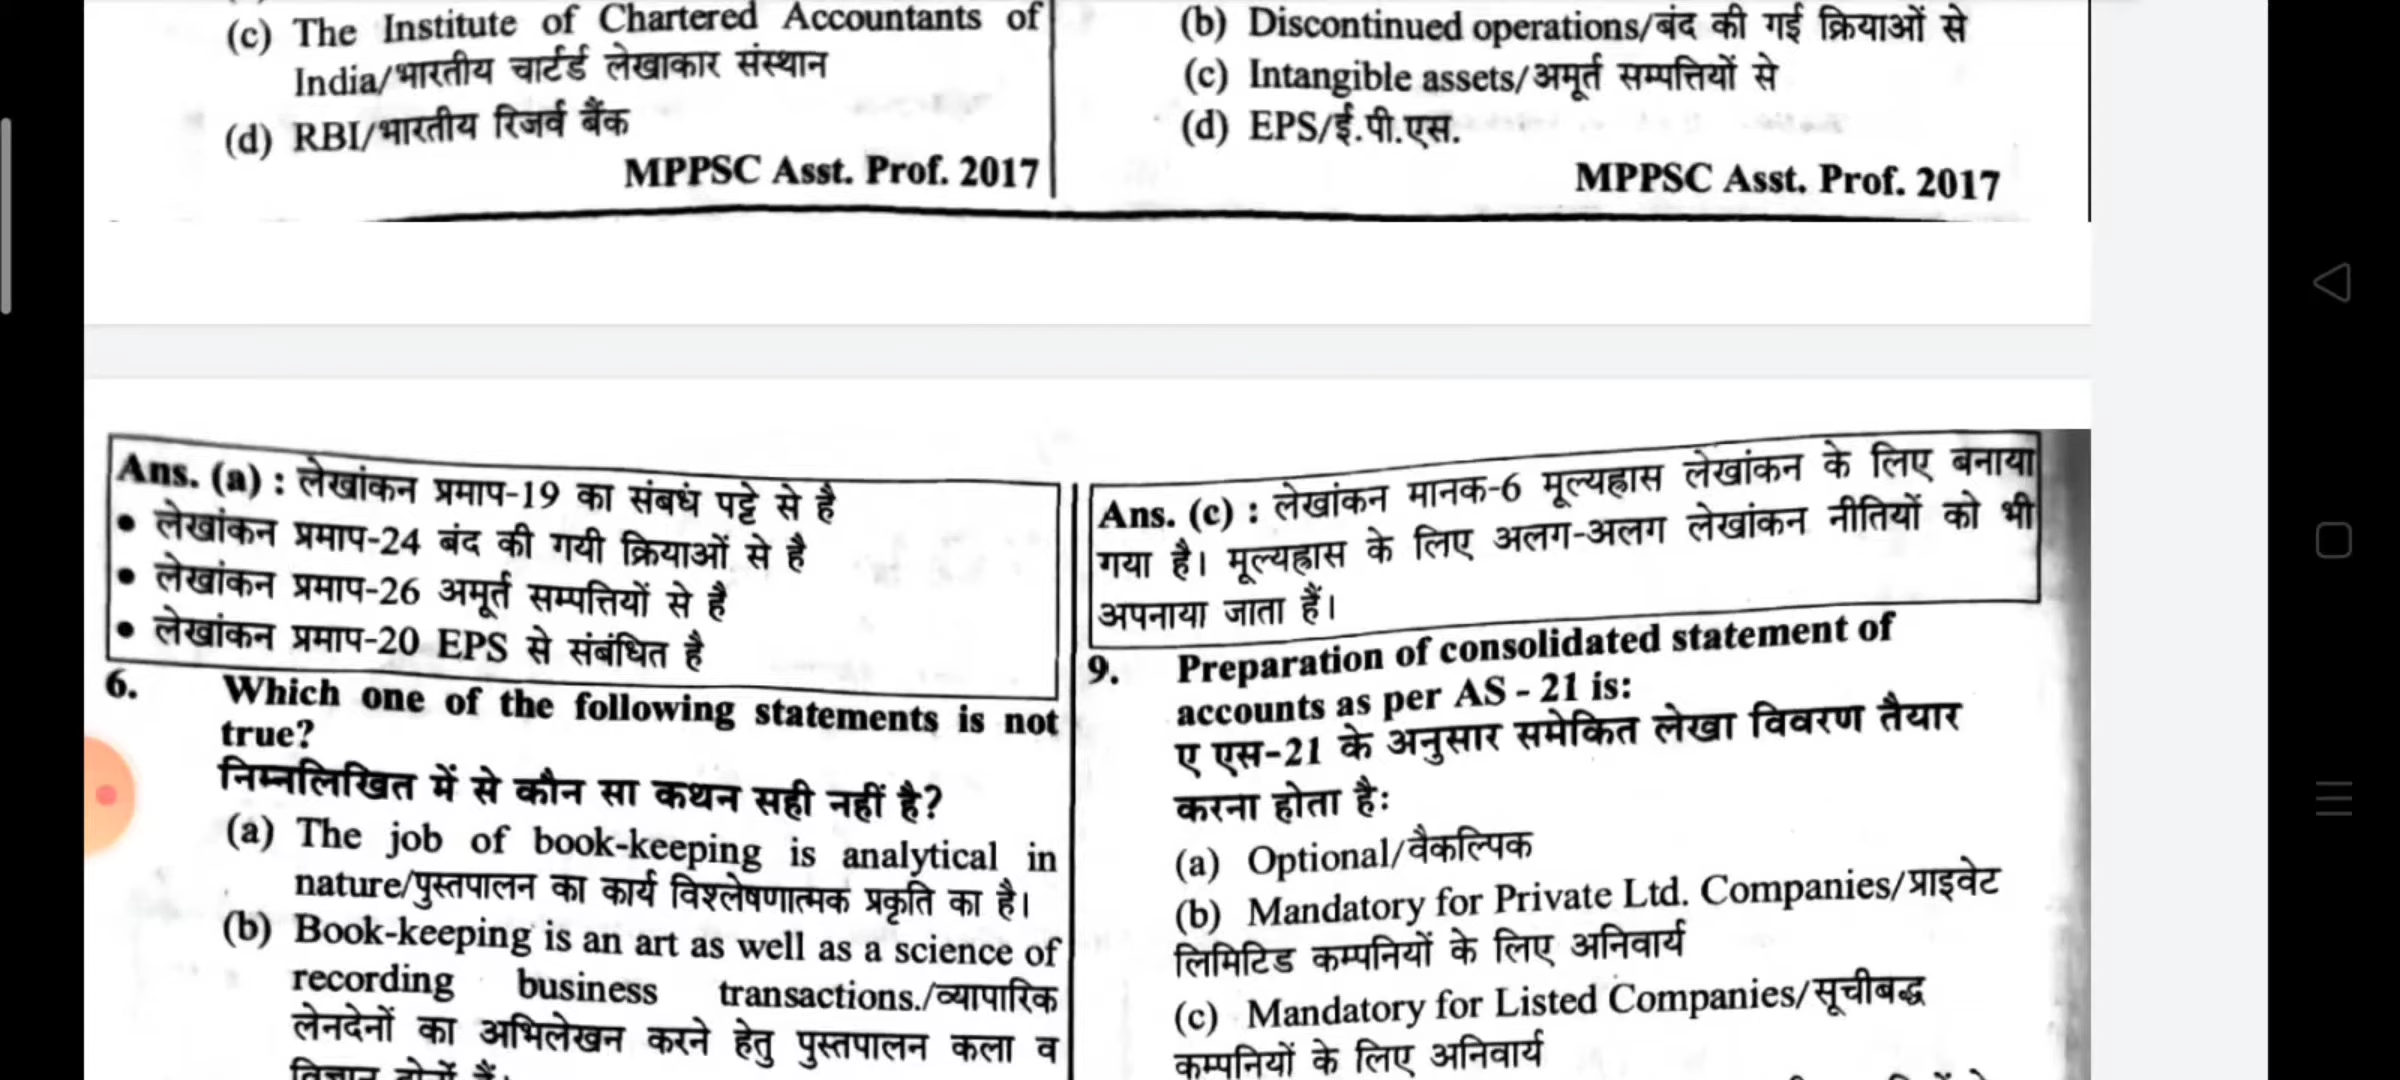 (c) The Institute of Chartered Accountants of
India/भारतीय चार्टर्ड लेखाकार संस्थान
(d) RBI/भारतीय रिजर्व बैंक
MPPSC Asst. Prof. 2017
(b) Discontinued operations/बंद की गई क्रियाओं से
(c) Intangible assets/अमूर्त सम्पत्तियों से
(d) EPS/ई.पी.एस.
MPPSC Asst. Prof. 2017
Ans. (a) : लेखांकन प्रमाप-19 का संबधं पट्टे से है
• लेखांकन प्रमाप-24 बंद की गयी क्रियाओं से है
• लेखांकन प्रमाप-26 अमूर्त सम्पत्तियों से है
• लेखांकन प्रमाप-20 EPS से संबंधित है
6. Which one of the following statements is not
true?
निम्नलिखित में से कौन सा कथन सही नहीं है?
(a) The job of book-keeping is analytical in
nature/पुस्तपालन का कार्य विश्लेषणात्मक प्रकृति का है।
(b) Book-keeping is an art as well as a science of
recording business transactions./व्यापारिक
लेनदेनों का अभिलेखन करने हेतु पुस्तपालन कला व
विज्ञान दोनों हैं।
Ans. (c) : लेखांकन मानक-6 मूल्यह्रास लेखांकन के लिए बनाया
गया है। मूल्यह्रास के लिए अलग-अलग लेखांकन नीतियों को भी
अपनाया जाता हैं।
9. Preparation of consolidated statement of
accounts as per AS - 21 is:
ए एस-21 के अनुसार समेकित लेखा विवरण तैयार
करना होता है:
(a) Optional/वैकल्पिक
(b) Mandatory for Private Ltd. Companies/प्राइवेट
लिमिटिड कम्पनियों के लिए अनिवार्य
(c) Mandatory for Listed Companies/सूचीबद्ध
कम्पनियों के लिए अनिवार्य